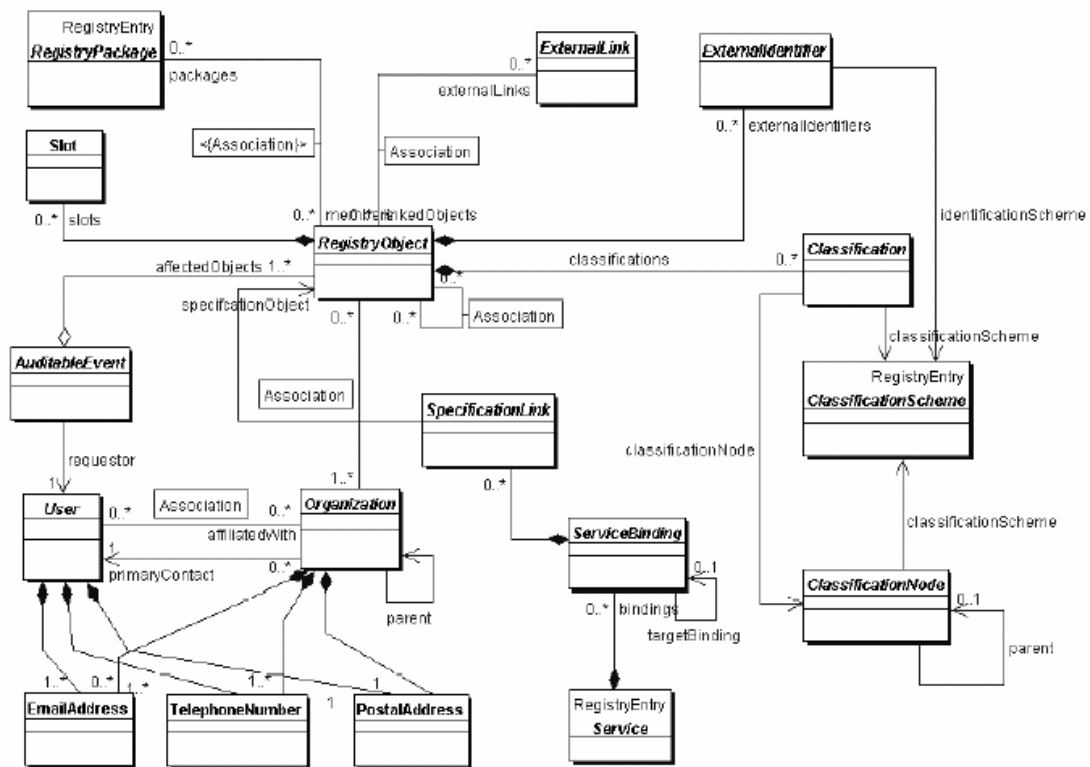 RegistryEntry
RegistryPackage
0..*
packages
ExternalLink
0..*
externalLinks
ExternalIdentifier
0..*
externalIdentifiers
Slot
<{Association}>
Association
0..*
slots
0..*
identificationScheme
RegistryObject
classifications
0..*
Classification
affectedObjects
1..*
0..*
specifcationObject
0..*
0..*
Association
classificationScheme
AuditableEvent
RegistryEntry
ClassificationScheme
Association
SpecificationLink
classificationNode
requestor
1
1..*
0..*
User
0..*
Association
0..*
Organization
affiliatedWith
classificationScheme
ServiceBinding
1
primaryContact
0..*
0..1
ClassificationNode
0..1
parent
0..*
bindings
targetBinding
parent
1..*
0..*
1..*
1..*
1
1
EmailAddress
TelephoneNumber
PostalAddress
RegistryEntry
Service